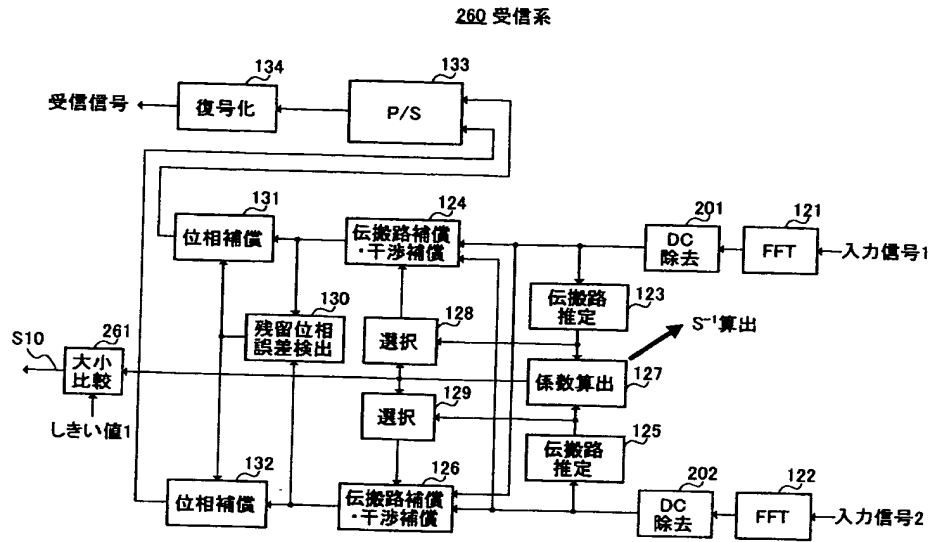 260 受信系
134
133
受信信号
復号化
P/S
131
124
201
121
位相補償
伝搬路補償
・干渉補償
DC
除去
FFT
入力信号1
130
残留位相
誤差検出
128
選択
伝搬路
推定
123
S⁻¹算出
S10
261
大小
比較
129
選択
係数算出
127
しきい値1
伝搬路
推定
125
132
126
202
122
位相補償
伝搬路補償
・干渉補償
DC
除去
FFT
入力信号2